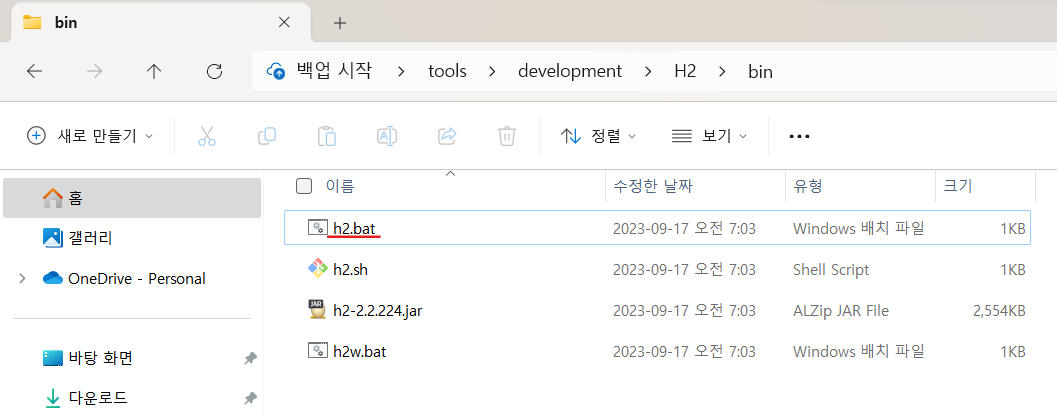 bin
백업 시작 > tools > development > H2 > bin
새로 만들기 정렬 보기
이름 수정한 날짜 유형 크기
홈
갤러리
OneDrive - Personal
바탕 화면
다운로드
h2.bat 2023-09-17 오전 7:03 Windows 배치 파일 1KB
h2.sh 2023-09-17 오전 7:03 Shell Script 1KB
h2-2.2.224.jar 2023-09-17 오전 7:03 ALZip JAR File 2,554KB
h2w.bat 2023-09-17 오전 7:03 Windows 배치 파일 1KB